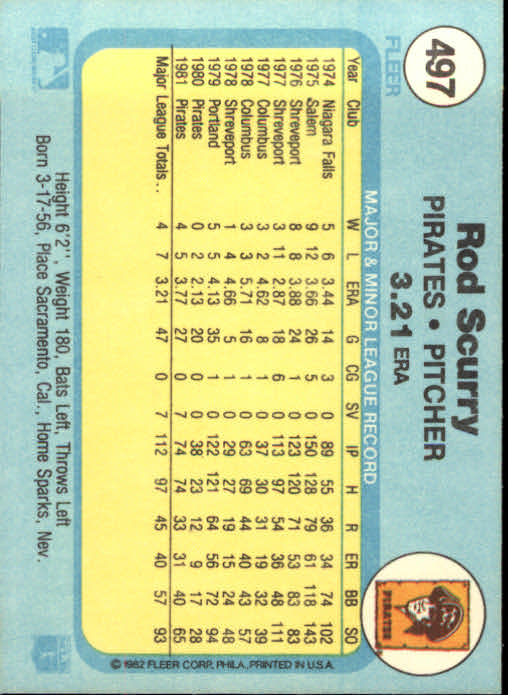 497
FLEER
Rod Scurry
PIRATES • PITCHER
3.21 ERA
PIRATES
MAJOR & MINOR LEAGUE RECORD
Year Club W L ERA G CG SV IP H R ER BB SO
1974 Niagara Falls 5 6 3.44 14 3 0 89 55 36 34 74 102
1975 Salem 9 12 3.66 26 5 0 150 128 79 61 118 143
1976 Shreveport 8 8 3.88 24 1 0 123 120 71 53 83 83
1977 Shreveport 3 11 2.87 18 6 0 113 97 54 36 48 111
1977 Columbus 3 2 4.62 8 1 0 37 30 31 19 32 39
1978 Columbus 3 3 5.71 16 1 0 63 69 44 40 43 57
1978 Shreveport 1 4 4.66 5 1 0 29 27 19 15 24 48
1979 Portland 5 5 4.13 35 1 0 122 121 64 56 72 94
1980 Pirates 0 2 2.13 20 0 0 38 23 12 9 17 28
1981 Pirates 4 5 3.77 27 0 7 74 74 33 31 40 65
Major League Totals . . 4 7 3.21 47 0 7 112 97 45 40 57 93
© 1982 FLEER CORP., PHILA., PRINTED IN U.S.A.
Height 6'2", Weight 180, Bats Left, Throws Left
Born 3-17-56, Place Sacramento, Cal., Home Sparks, Nev.